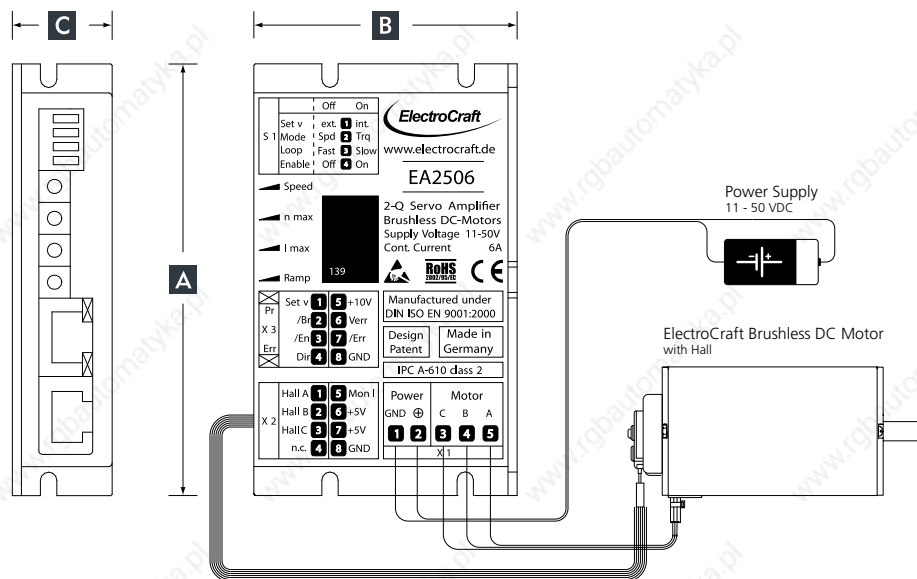 C
B
A
Off On
S 1
Set v ext. 1 int.
Mode Spd 2 Trq
Loop Fast 3 Slow
Enable Off 4 On
Speed
n max
I max
Ramp
139
ElectroCraft
www.electrocraft.de
EA2506
2-Q Servo Amplifier
Brushless DC-Motors
Supply Voltage 11-50V
Cont. Current 6A
RoHS
2002/95/EC
CE
Pr
X 3
Err
Set v 1 5 +10V
/Br 2 6 Verr
/En 3 7 /Err
Dir 4 8 GND
Manufactured under
DIN ISO EN 9001:2000
Design
Patent
Made in
Germany
IPC A-610 class 2
X 2
Hall A 1 5 Mon I
Hall B 2 6 +5V
Hall C 3 7 +5V
n.c. 4 8 GND
Power Motor
GND ⊕ C B A
1 2 3 4 5
X 1
Power Supply
11 - 50 VDC
- +
ElectroCraft Brushless DC Motor
with Hall
www.rgbautomatyka.pl